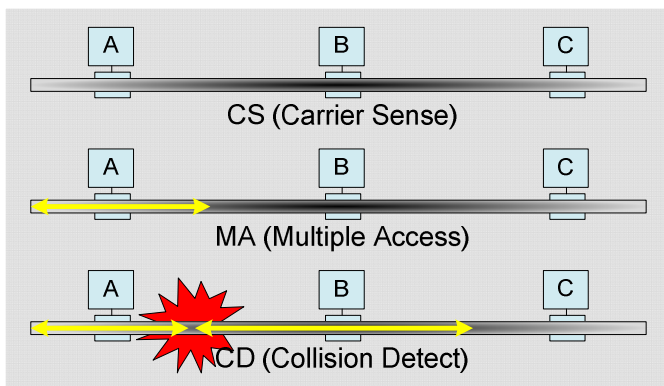 A B C
CS (Carrier Sense)
A B C
MA (Multiple Access)
A B C
CD (Collision Detect)